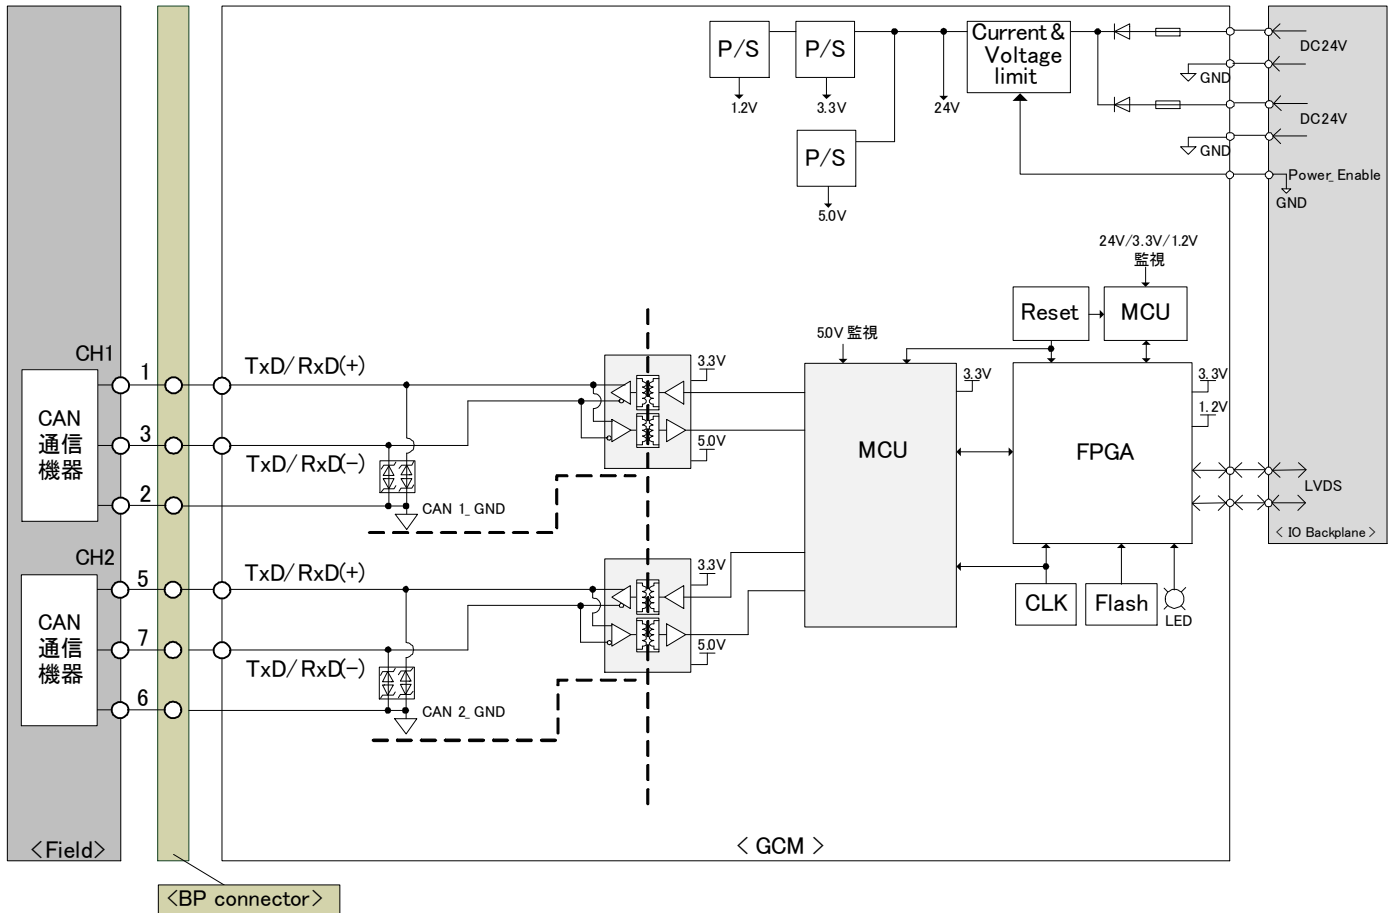 P/S
P/S
Current &
Voltage
limit
DC24V
GND
1.2V
3.3V
24V
DC24V
P/S
GND
Power_Enable
GND
5.0V
24V/3.3V/1.2V
監視
Reset
MCU
5.0V 監視
CH1
1
TxD/RxD(+)
3.3V
3.3V
3.3V
1.2V
CAN
通信
機器
3
TxD/RxD(-)
5.0V
MCU
FPGA
2
CAN 1_GND
LVDS
< IO Backplane >
CH2
5
TxD/RxD(+)
3.3V
CLK
Flash
LED
CAN
通信
機器
7
TxD/RxD(-)
5.0V
6
CAN 2_GND
<Field>
< GCM >
<BP connector>